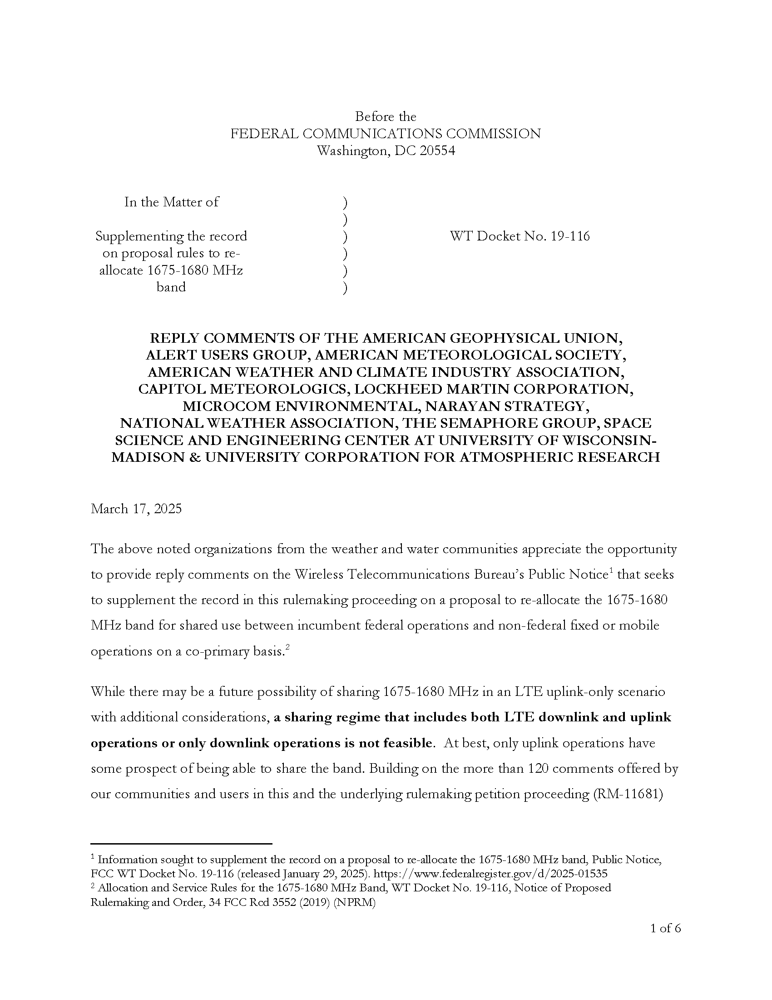 Before the
FEDERAL COMMUNICATIONS COMMISSION
Washington, DC 20554
In the Matter of
Supplementing the record
on proposal rules to re-
allocate 1675-1680 MHz
band
)
)
)
)
)
)
WT Docket No. 19-116
REPLY COMMENTS OF THE AMERICAN GEOPHYSICAL UNION,
ALERT USERS GROUP, AMERICAN METEOROLOGICAL SOCIETY,
AMERICAN WEATHER AND CLIMATE INDUSTRY ASSOCIATION,
CAPITOL METEOROLOGICS, LOCKHEED MARTIN CORPORATION,
MICROCOM ENVIRONMENTAL, NARAYAN STRATEGY,
NATIONAL WEATHER ASSOCIATION, THE SEMAPHORE GROUP, SPACE
SCIENCE AND ENGINEERING CENTER AT UNIVERSITY OF WISCONSIN-
MADISON & UNIVERSITY CORPORATION FOR ATMOSPHERIC RESEARCH
March 17, 2025
The above noted organizations from the weather and water communities appreciate the opportunity
to provide reply comments on the Wireless Telecommunications Bureau’s Public Notice¹ that seeks
to supplement the record in this rulemaking proceeding on a proposal to re-allocate the 1675-1680
MHz band for shared use between incumbent federal operations and non-federal fixed or mobile
operations on a co-primary basis.²
While there may be a future possibility of sharing 1675-1680 MHz in an LTE uplink-only scenario
with additional considerations, a sharing regime that includes both LTE downlink and uplink
operations or only downlink operations is not feasible. At best, only uplink operations have
some prospect of being able to share the band. Building on the more than 120 comments offered by
our communities and users in this and the underlying rulemaking petition proceeding (RM-11681)
¹ Information sought to supplement the record on a proposal to re-allocate the 1675-1680 MHz band, Public Notice,
FCC WT Docket No. 19-116 (released January 29, 2025). https://www.federalregister.gov/d/2025-01535
² Allocation and Service Rules for the 1675-1680 MHz Band, WT Docket No. 19-116, Notice of Proposed
Rulemaking and Order, 34 FCC Rcd 3552 (2019) (NPRM)
1 of 6